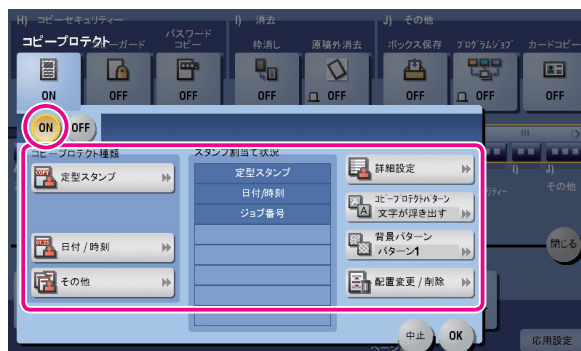 H) コピーセキュリティー
I) 消去
J) その他
コピープロテクト
ガード
パスワード
コピー
枠消し
原稿外消去
ボックス保存
プログラムジョブ
カードコピー
ON
OFF
OFF
OFF
OFF
OFF
OFF
OFF
ON
OFF
コピープロテクト種類
定型スタンプ
日付/時刻
その他
スタンプ割当て状況
定型スタンプ
日付/時刻
ジョブ番号
詳細設定
コピープロテクトパターン
文字が浮き出す
背景パターン
パターン1
配置変更/削除
III
I)
J)
その他
閉じる
中止
OK
応用設定